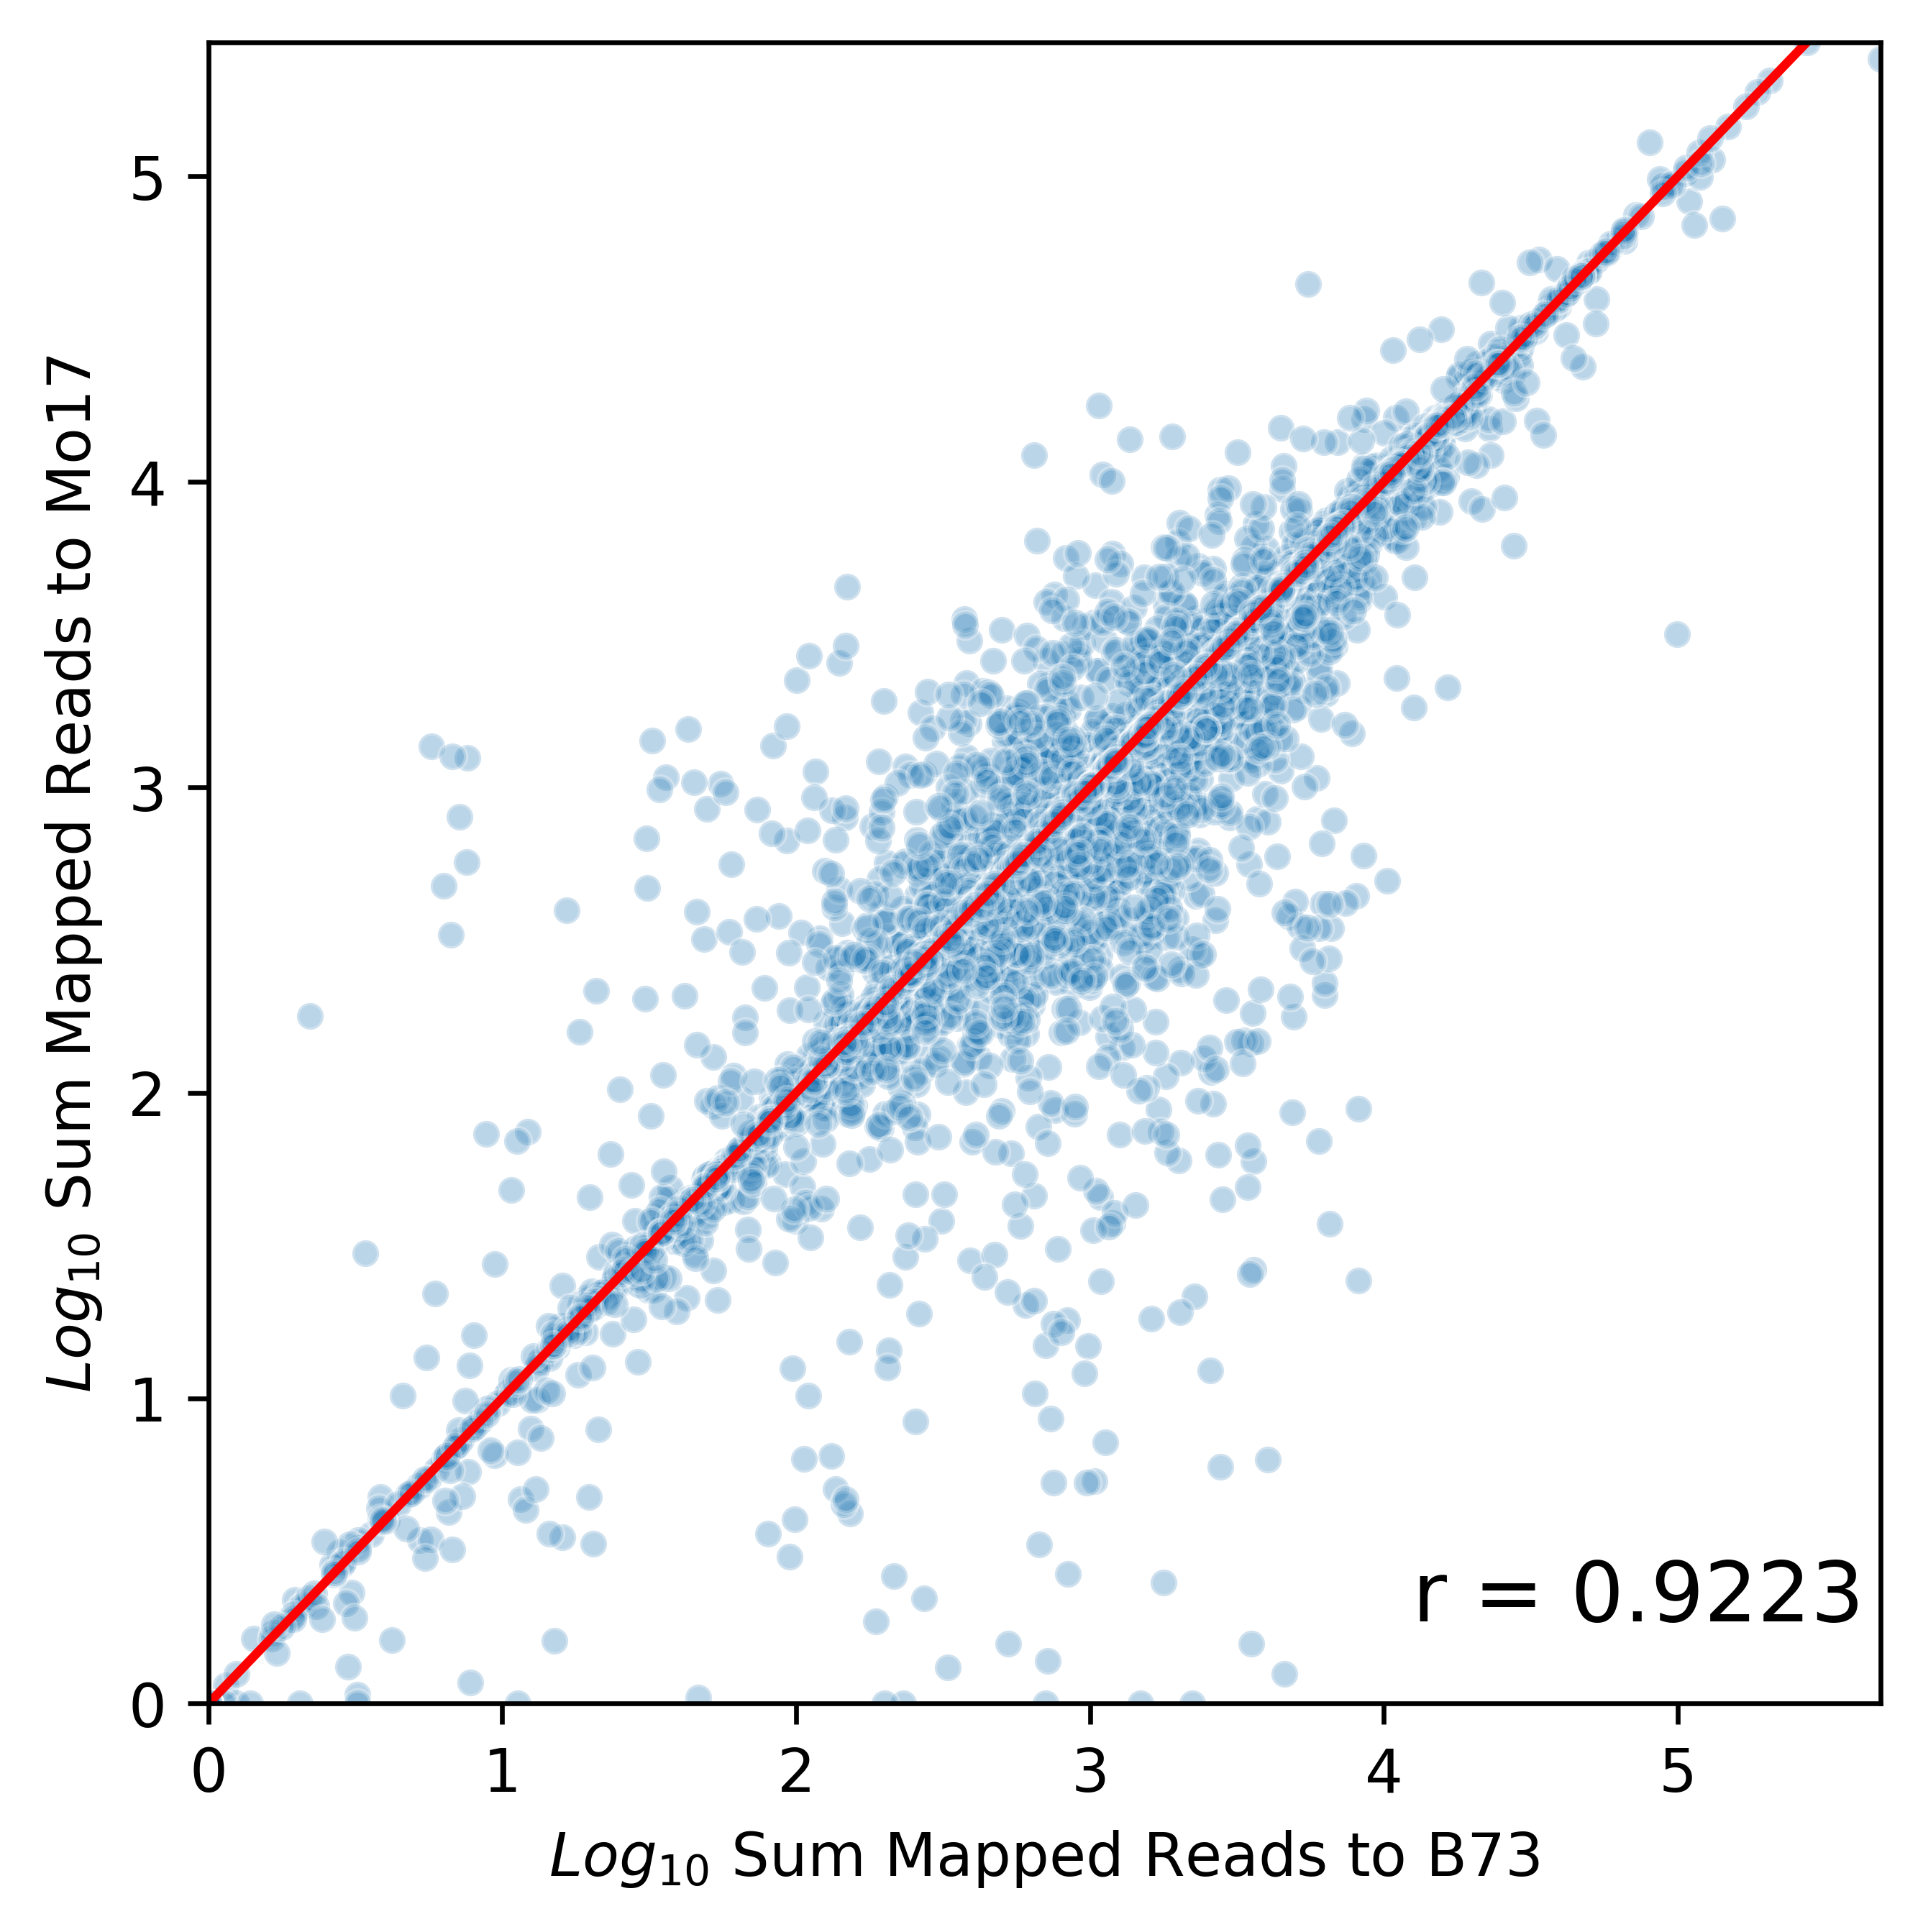 5
4
3
2
1
0
0 1 2 3 4 5
Log₁₀ Sum Mapped Reads to Mo17
Log₁₀ Sum Mapped Reads to B73
r = 0.9223